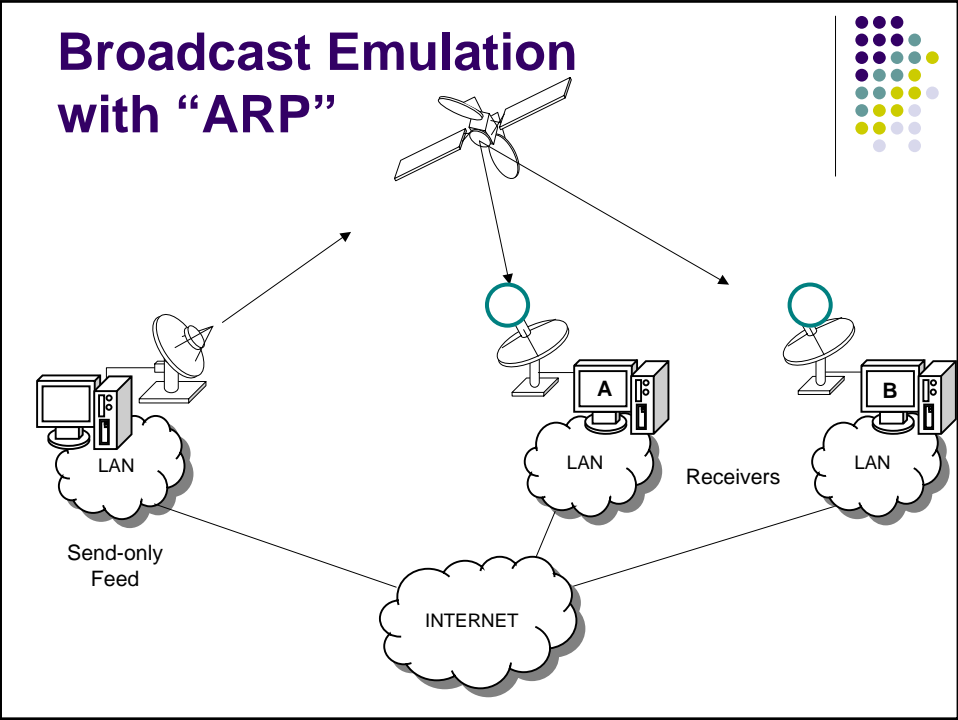 Broadcast Emulation
with “ARP”
A
B
LAN
LAN
Receivers
LAN
Send-only
Feed
INTERNET